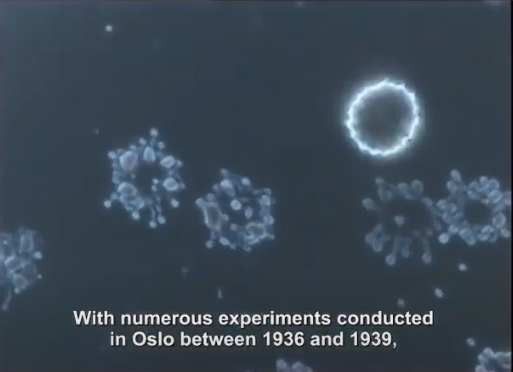 With numerous experiments conducted
in Oslo between 1936 and 1939,